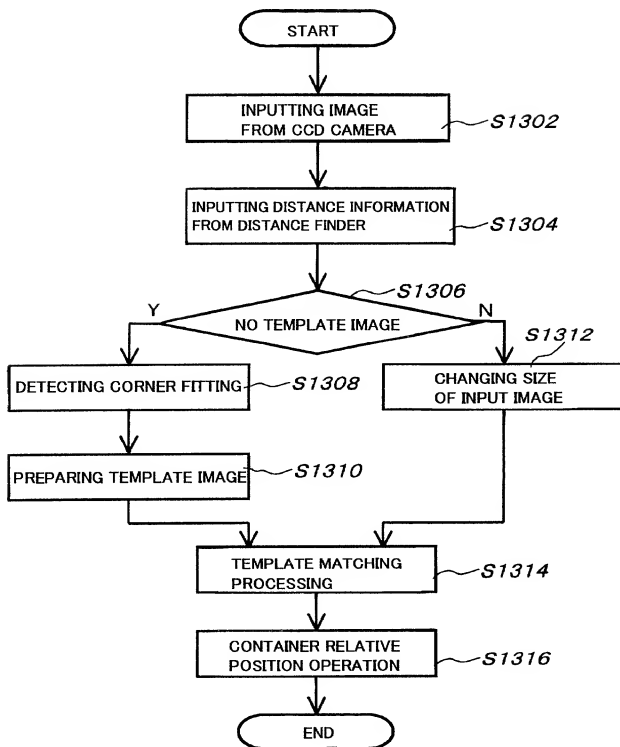 START
INPUTTING IMAGE
FROM CCD CAMERA
S1302
INPUTTING DISTANCE INFORMATION
FROM DISTANCE FINDER
S1304
S1306
Y
N
NO TEMPLATE IMAGE
S1312
DETECTING CORNER FITTING
S1308
CHANGING SIZE
OF INPUT IMAGE
PREPARING TEMPLATE IMAGE
S1310
TEMPLATE MATCHING
PROCESSING
S1314
CONTAINER RELATIVE
POSITION OPERATION
S1316
END